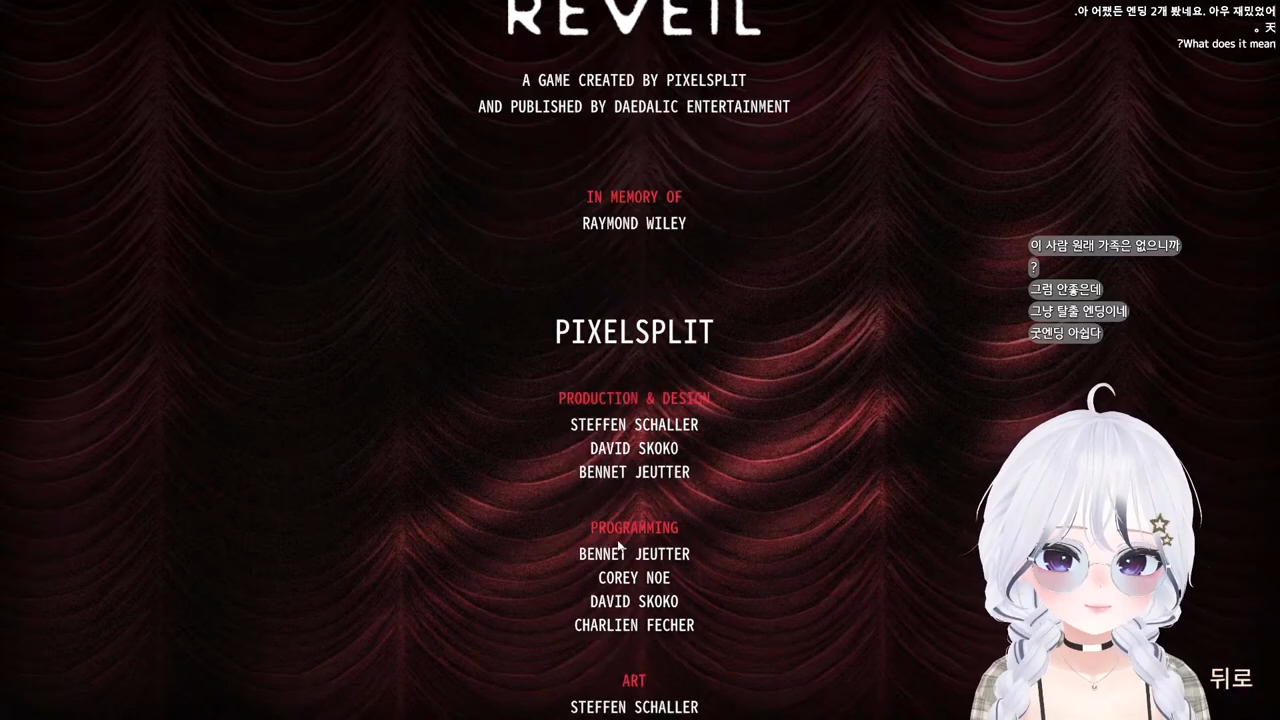 REVEIL
A GAME CREATED BY PIXELSPLIT
AND PUBLISHED BY DAEDALIC ENTERTAINMENT
IN MEMORY OF
RAYMOND WILEY
PIXELSPLIT
PRODUCTION & DESIGN
STEFFEN SCHALLER
DAVID SKOKO
BENNET JEUTTER
PROGRAMMING
BENNET JEUTTER
COREY NOE
DAVID SKOKO
CHARLIEN FECHER
ART
STEFFEN SCHALLER
.아 어쨌든 엔딩 2개 봤네요. 아우 재밌었어
。天
?What does it mean
이 사람 원래 가족은 없으니까
?
그럼 안좋은데
그냥 탈출 엔딩이네
굿엔딩 아쉽다
뒤로